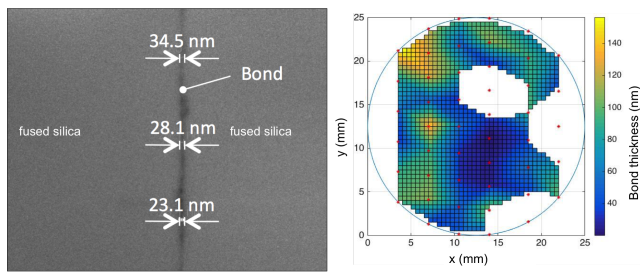 34.5 nm
Bond
fused silica
28.1 nm
fused silica
23.1 nm
25
20
15
10
5
0
y (mm)
0
5
10
15
20
25
x (mm)
140
120
100
80
60
40
Bond thickness (nm)